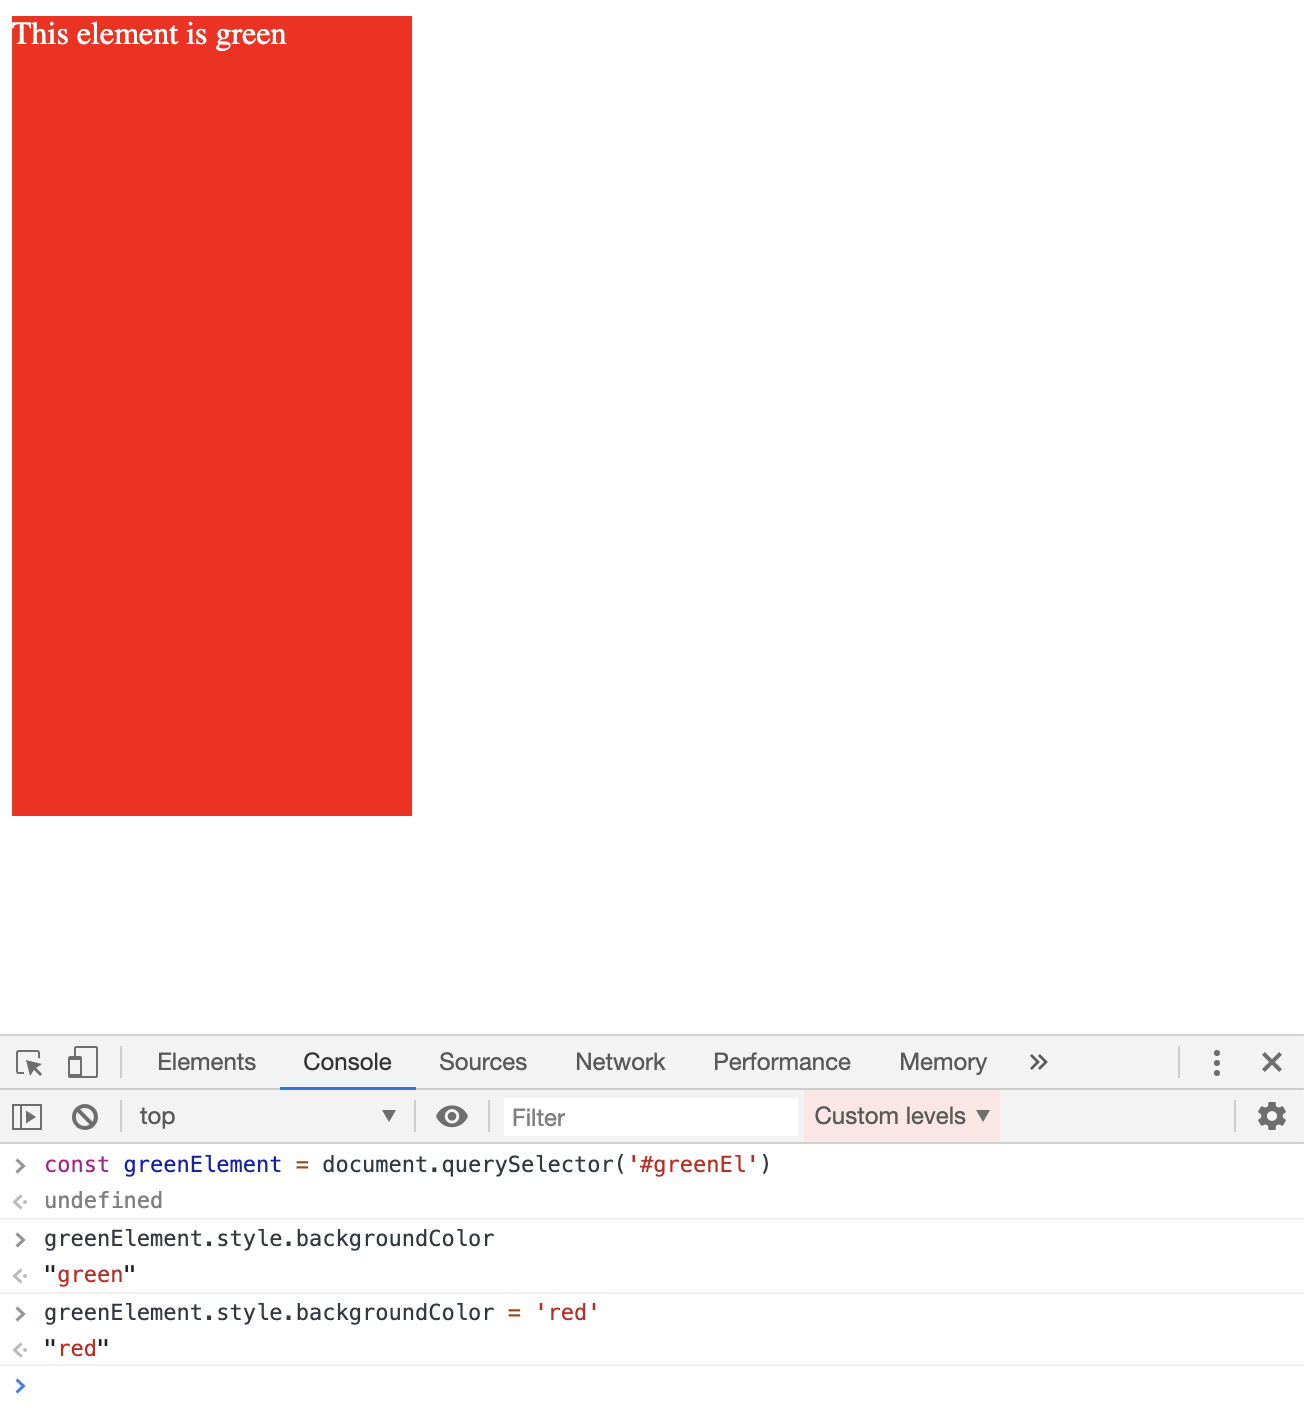 This element is green
Elements Console Sources Network Performance Memory »
top ▼ Filter Custom levels ▼
> const greenElement = document.querySelector('#greenEl')
<· undefined
> greenElement.style.backgroundColor
<· "green"
> greenElement.style.backgroundColor = 'red'
<· "red"
>